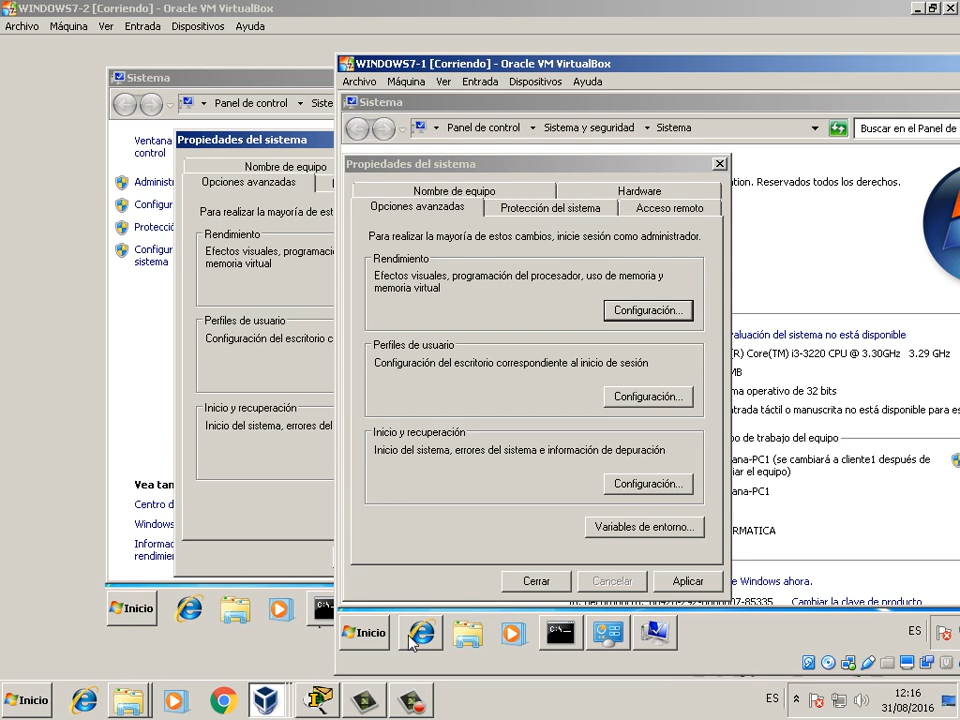 WINDOWS7-2 [Corriendo] - Oracle VM VirtualBox
Archivo Máquina Ver Entrada Dispositivos Ayuda
Sistema
Panel de control Siste
Ventana
control
Administ
Configur
Protecci
Configur
sistema
Vea tam
Centro d
Windows
Informac
rendimie
Propiedades del sistema
Nombre de equipo
Opciones avanzadas
Para realizar la mayoría de est
Rendimiento
Efectos visuales, programació
memoria virtual
Perfiles de usuario
Configuración del escritorio c
Inicio y recuperación
Inicio del sistema, errores del
Inicio
WINDOWS7-1 [Corriendo] - Oracle VM VirtualBox
Archivo Máquina Ver Entrada Dispositivos Ayuda
Sistema
Panel de control Sistema y seguridad Sistema
Buscar en el Panel de
Propiedades del sistema
Nombre de equipo Hardware
Opciones avanzadas Protección del sistema Acceso remoto
Para realizar la mayoría de estos cambios, inicie sesión como administrador.
Rendimiento
Efectos visuales, programación del procesador, uso de memoria y
memoria virtual
Configuración...
Perfiles de usuario
Configuración del escritorio correspondiente al inicio de sesión
Configuración...
Inicio y recuperación
Inicio del sistema, errores del sistema e información de depuración
Configuración...
Variables de entorno...
Cerrar Cancelar Aplicar
ation. Reservados todos los derechos.
valuación del sistema no está disponible
(R) Core(TM) i3-3220 CPU @ 3.30GHz 3.29 GHz
MB
ma operativo de 32 bits
ntrada táctil o manuscrita no está disponible para es
po de trabajo del equipo
ana-PC1 (se cambiará a cliente1 después de
iar el equipo)
ana-PC1
RMATICA
e Windows ahora.
Cambiar la clave de producto
Inicio
C:\
ES
Inicio
ES
12:16
31/08/2016